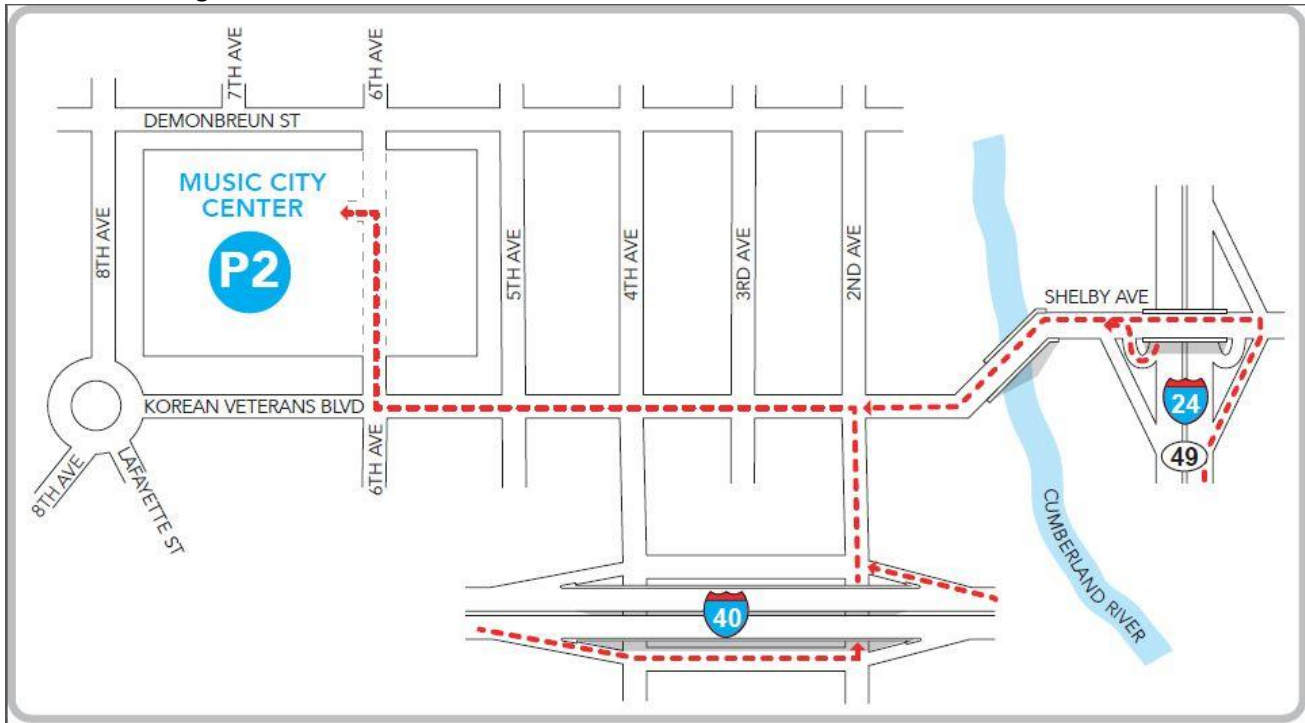 7TH AVE
6TH AVE
DEMONBREUN ST
MUSIC CITY
CENTER
P2
8TH AVE
5TH AVE
4TH AVE
3RD AVE
2ND AVE
SHELBY AVE
24
49
KOREAN VETERANS BLVD
6TH AVE
8TH AVE
LAFAYETTE ST
CUMBERLAND RIVER
40